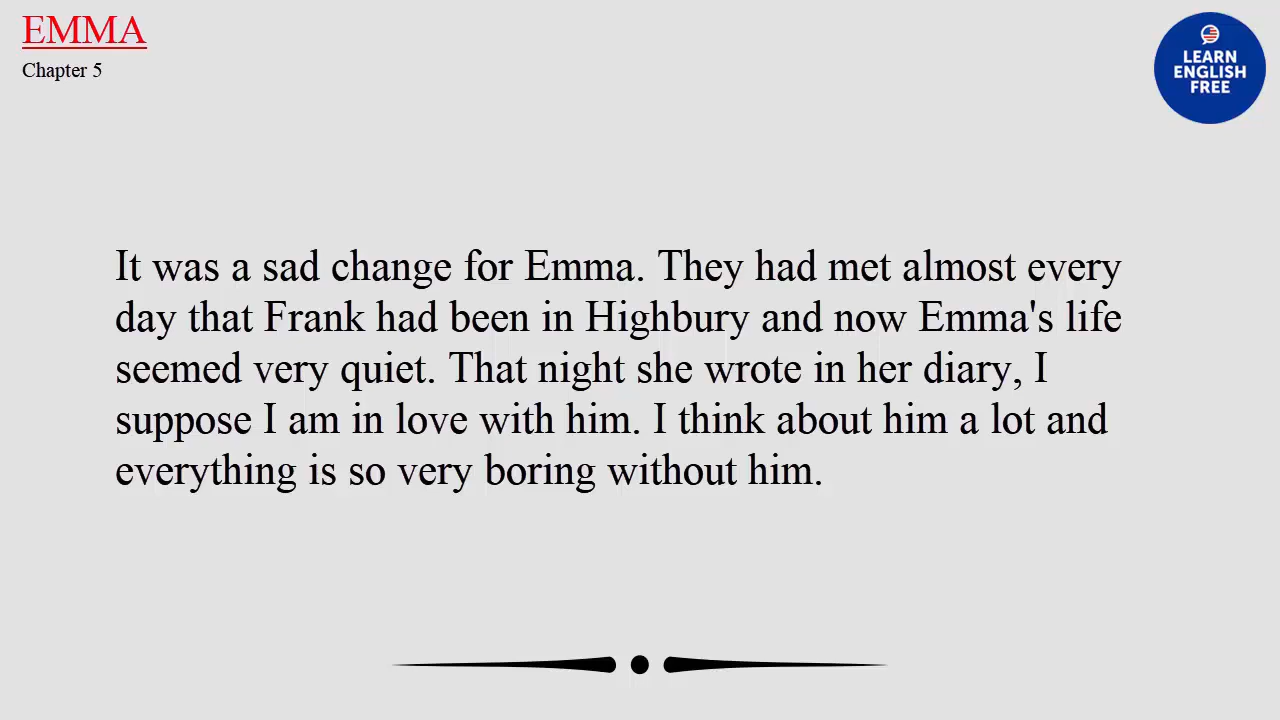 EMMA
Chapter 5
LEARN
ENGLISH
FREE
It was a sad change for Emma. They had met almost every
day that Frank had been in Highbury and now Emma's life
seemed very quiet. That night she wrote in her diary, I
suppose I am in love with him. I think about him a lot and
everything is so very boring without him.